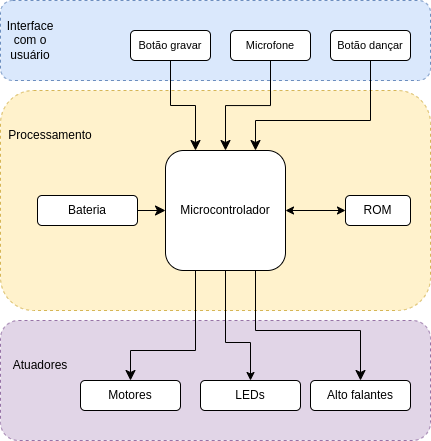 Interface
com o
usuário
Botão gravar
Microfone
Botão dançar
Processamento
Bateria
Microcontrolador
ROM
Atuadores
Motores
LEDs
Alto falantes